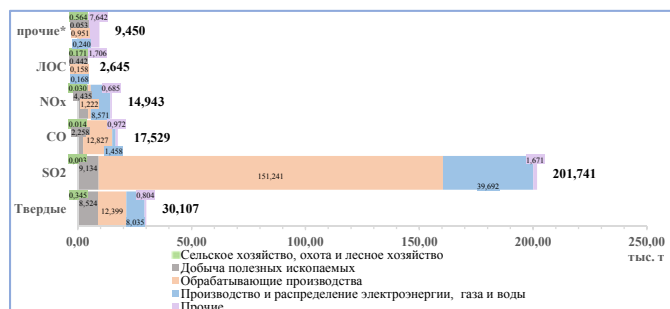 0,564 7,642
0,053
прочие* 0,951 9,450
0,240
0,171 1,706
0,442
ЛОС 0,158 2,645
0,168
0,030 0,685
4,435
NOx 1,222 14,943
8,571
0,014 0,972
2,258
CO 12,827 17,529
1,458
0,003 1,671
9,134
SO2 151,241 201,741
39,692
0,345 0,804
8,524
Твердые 12,399 30,107
8,035
0,00 50,00 100,00 150,00 200,00 250,00
тыс. т
Сельское хозяйство, охота и лесное хозяйство
Добыча полезных ископаемых
Обрабатывающие производства
Производство и распределение электроэнергии, газа и воды
Прочие